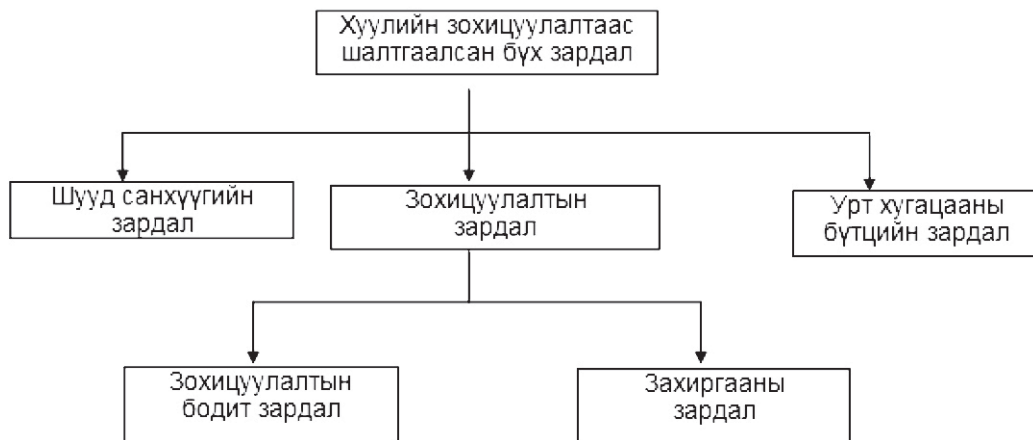 Хуулийн зохицуулалтаас
шалтгаалсан бүх зардал
Шууд санхүүгийн
зардал
Зохицуулалтын
зардал
Урт хугацааны
бүтцийн зардал
Зохицуулалтын
бодит зардал
Захиргааны
зардал